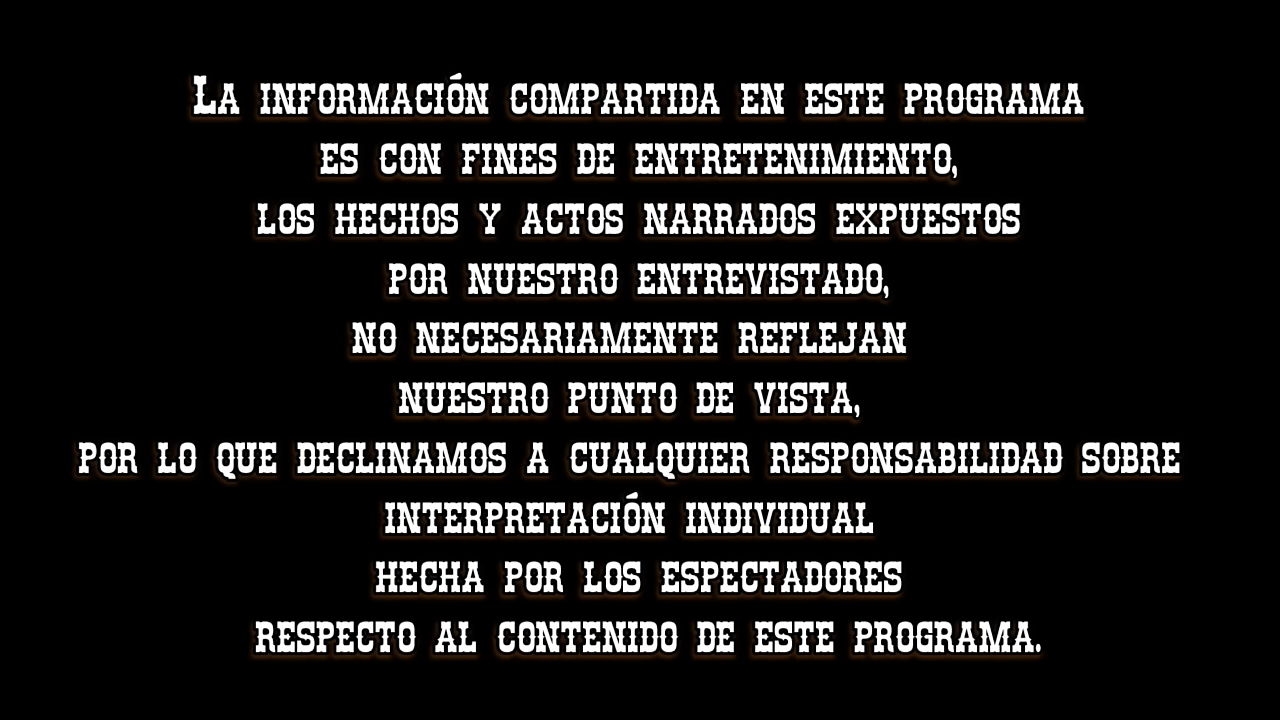 La información compartida en este programa
es con fines de entretenimiento,
los hechos y actos narrados expuestos
por nuestro entrevistado,
no necesariamente reflejan
nuestro punto de vista,
por lo que declinamos a cualquier responsabilidad sobre
interpretación individual
hecha por los espectadores
respecto al contenido de este programa.